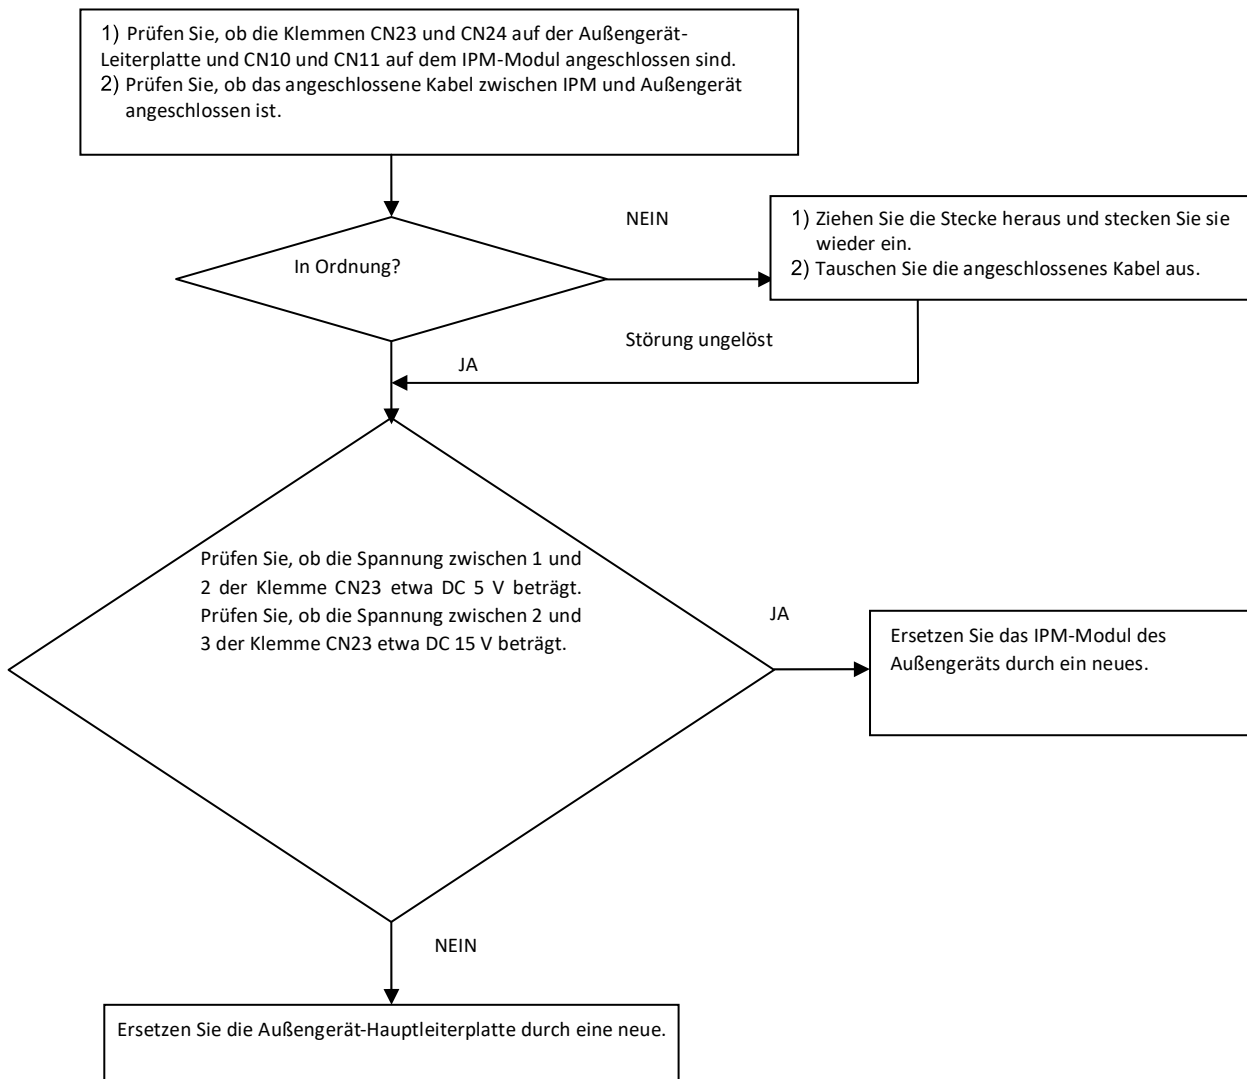 1) Prüfen Sie, ob die Klemmen CN23 und CN24 auf der Außengerät-
Leiterplatte und CN10 und CN11 auf dem IPM-Modul angeschlossen sind.
2) Prüfen Sie, ob das angeschlossene Kabel zwischen IPM und Außengerät
angeschlossen ist.
NEIN
1) Ziehen Sie die Stecke heraus und stecken Sie sie
wieder ein.
2) Tauschen Sie die angeschlossenes Kabel aus.
In Ordnung?
Störung ungelöst
JA
Prüfen Sie, ob die Spannung zwischen 1 und
2 der Klemme CN23 etwa DC 5 V beträgt.
Prüfen Sie, ob die Spannung zwischen 2 und
3 der Klemme CN23 etwa DC 15 V beträgt.
JA
Ersetzen Sie das IPM-Modul des
Außengeräts durch ein neues.
NEIN
Ersetzen Sie die Außengerät-Hauptleiterplatte durch eine neue.